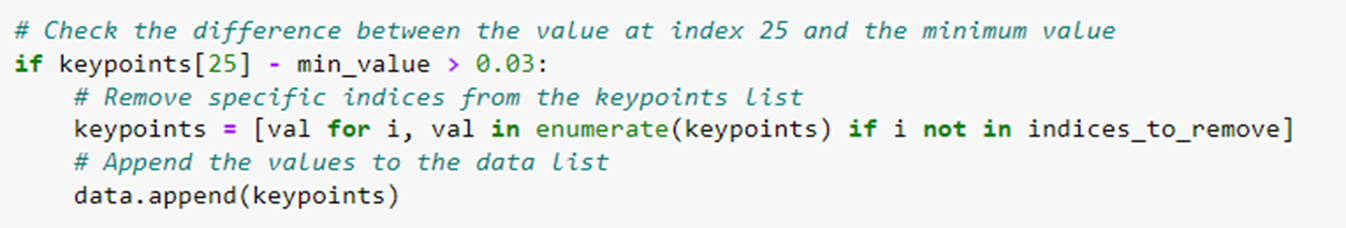 # Check the difference between the value at index 25 and the minimum value
if keypoints[25] - min_value > 0.03:
    # Remove specific indices from the keypoints list
    keypoints = [val for i, val in enumerate(keypoints) if i not in indices_to_remove]
    # Append the values to the data list
    data.append(keypoints)